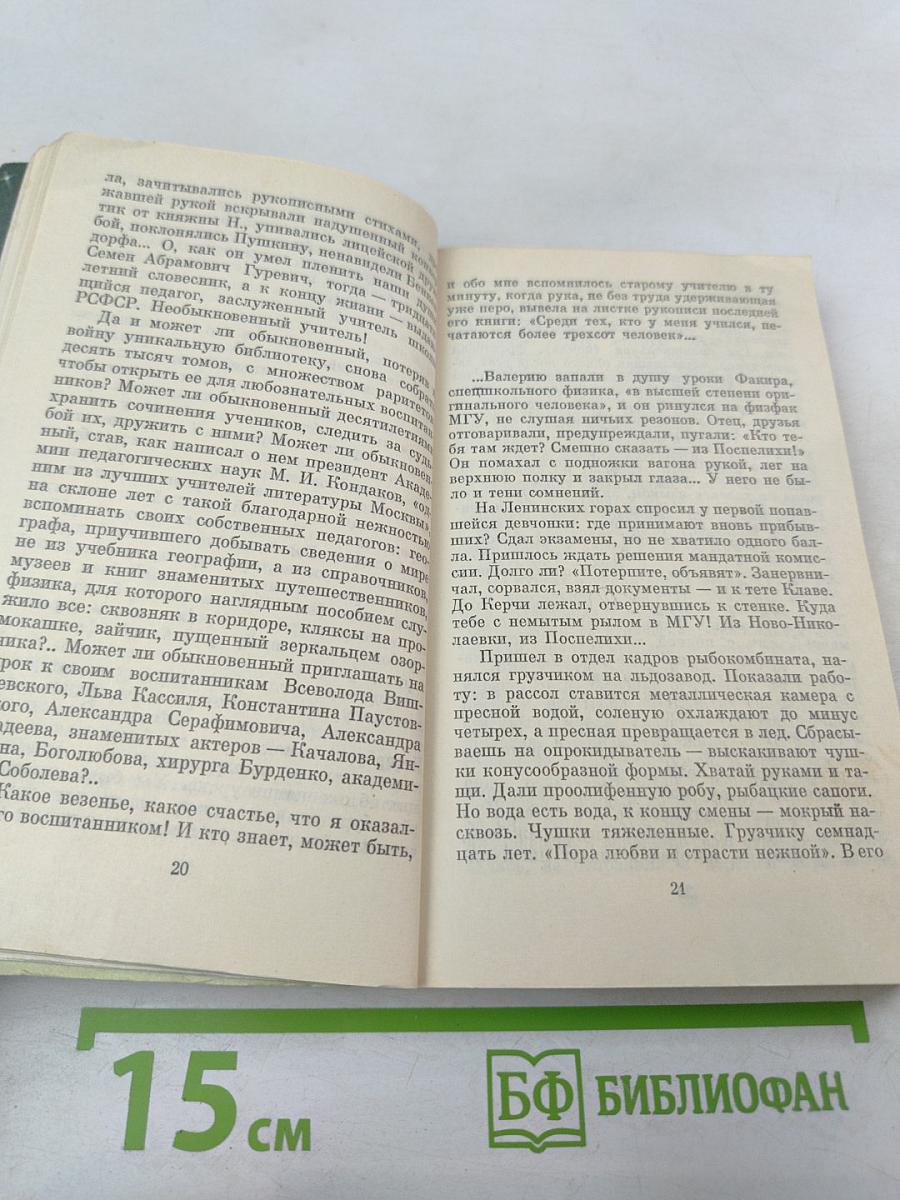 ла, зачитывались рукописными стихами,
жавшей рукой вскрывали надушенный
тик от княжны Н., упивались лицейской
бой, поклонялись Пушкину, ненавидели Бенкен-
дорфа... О, как он умел пленить наши
Семен Абрамович Гуревич, тогда — тридцати-
летний словесник, а к концу жизни —
щийся педагог, заслуженный учитель школ
РСФСР. Необыкновенный учитель!
Да и может ли обыкновенный, потеряв в
войну уникальную библиотеку, снова собрать
десять тысяч томов, с множеством раритетов,
чтобы открыть ее для любознательных воспитан-
ников? Может ли обыкновенный десятилетиями
хранить сочинения учеников, следить за судь-
бой их, дружить с ними? Может ли обыкновен-
ный, став, как написал о нем президент Акаде-
мии педагогических наук М. И. Кондаков, «од-
ним из лучших учителей литературы Москвы»,
на склоне лет с такой благодарной нежностью
вспоминать своих собственных педагогов: гео-
графа, приучившего добывать сведения о мире
не из учебника географии, а из справочников,
музеев и книг знаменитых путешественников,
физика, для которого наглядным пособием слу-
жило все: сквозняк в коридоре, кляксы на про-
мокашке, зайчик, пущенный зеркальцем озор-
ника?.. Может ли обыкновенный приглашать на
рок к своим воспитанникам Всеволода Виш-
евского, Льва Кассиля, Константина Паустов-
кого, Александра Серафимовича, Александра
адеева, знаменитых актеров — Качалова, Ян-
на, Боголюбова, хирурга Бурденко, академи-
Соболева?..
Какое везенье, какое счастье, что я оказал-
го воспитанником! И кто знает, может быть,
20
и обо мне вспомнилось старому учителю в ту
минуту, когда рука, не без труда удерживающая
уже перо, вывела на листке рукописи последней
его книги: «Среди тех, кто у меня учился, пе-
чатаются более трехсот человек»...
...Валерию запали в душу уроки Факира,
спецшкольного физика, «в высшей степени ори-
гинального человека», и он ринулся на физфак
МГУ, не слушая ничьих резонов. Отец, друзья
отговаривали, предупреждали, пугали: «Кто те-
бя там ждет? Смешно сказать — из Поспелихи!»
Он помахал с подножки вагона рукой, лег на
верхнюю полку и закрыл глаза... У него не бы-
ло и тени сомнений.
На Ленинских горах спросил у первой попав-
шейся девчонки: где принимают вновь прибыв-
ших? Сдал экзамены, но не хватило одного бал-
ла. Пришлось ждать решения мандатной комис-
сии. Долго ли? «Потерпите, объявят». Занервни-
чал, сорвался, взял документы — и к тете Клаве.
До Керчи лежал, отвернувшись к стенке. Куда
тебе с немытым рылом в МГУ! Из Ново-Нико-
лаевки, из Поспелихи...
Пришел в отдел кадров рыбокомбината, на-
нялся грузчиком на льдозавод. Показали рабо-
ту: в рассол ставится металлическая камера с
пресной водой, соленую охлаждают до минус
четырех, а пресная превращается в лед. Сбрасы-
ваешь на опрокидыватель — выскакивают чуш-
ки конусообразной формы. Хватай руками и та-
щи. Дали проолифенную робу, рыбацкие сапоги.
Но вода есть вода, к концу смены — мокрый на-
сквозь. Чушки тяжеленные. Грузчику семнад-
цать лет. «Пора любви и страсти нежной». В его
21
15 см
БФ БИБЛИОФАН